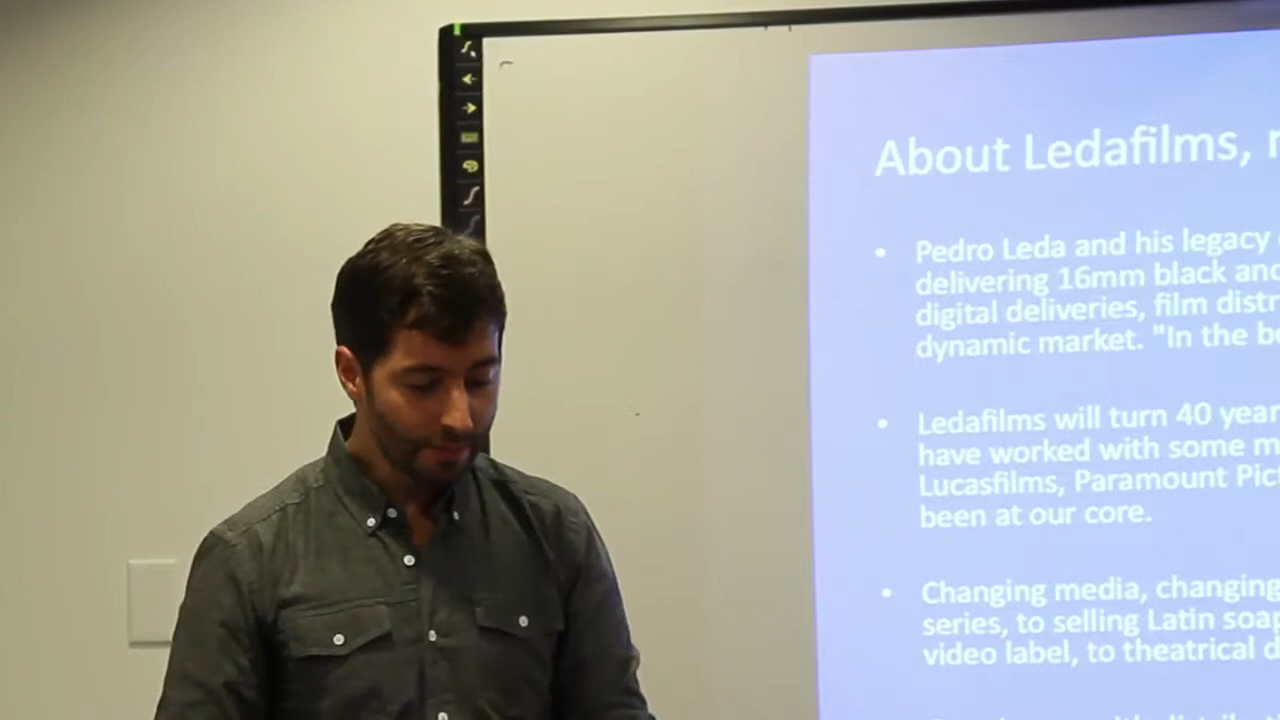 About Ledafilms,
Pedro Leda and his legacy
delivering 16mm black and
digital deliveries, film distr
dynamic market. "In the be
Ledafilms will turn 40 year
have worked with some m
Lucasfilms, Paramount Pict
been at our core.
Changing media, changing
series, to selling Latin soap
video label, to theatrical d